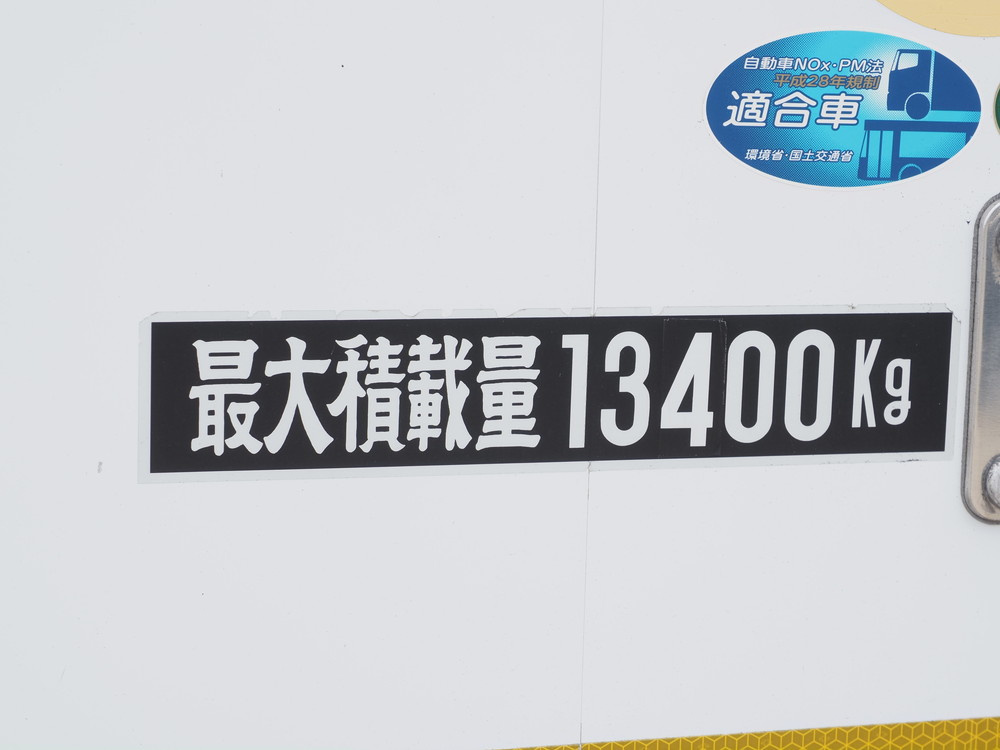 自動車NOx・PM法
平成28年規制
適合車
環境省・国土交通省
最大積載量13400Kg